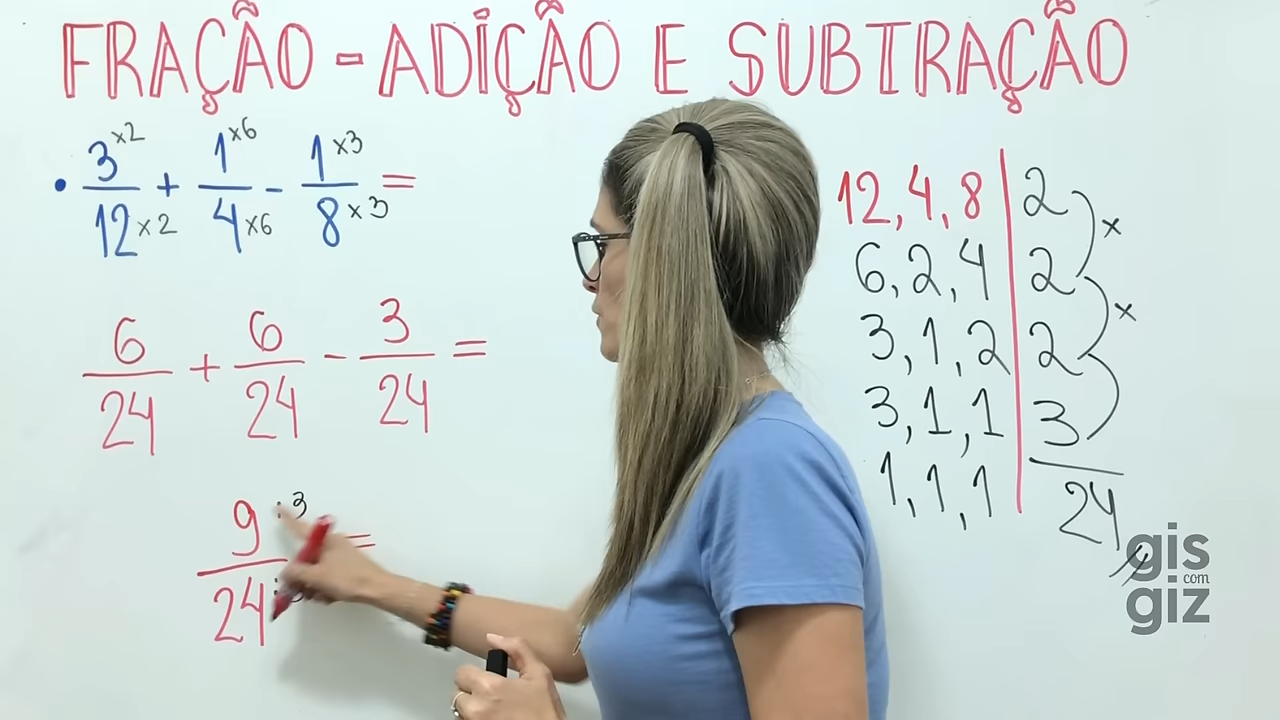 FRAÇÃO = ADIÇÃO E SUBTRAÇÃO
• 3/12 + 1/4 - 1/8 =
×2 ×6 ×3
×2 ×6 ×3
6/24 + 6/24 - 3/24 =
9/24 =
:3
12, 4, 8 | 2
6, 2, 4 | 2
3, 1, 2 | 2
3, 1, 1 | 3
1, 1, 1 | 24
×
×
gis
com
giz